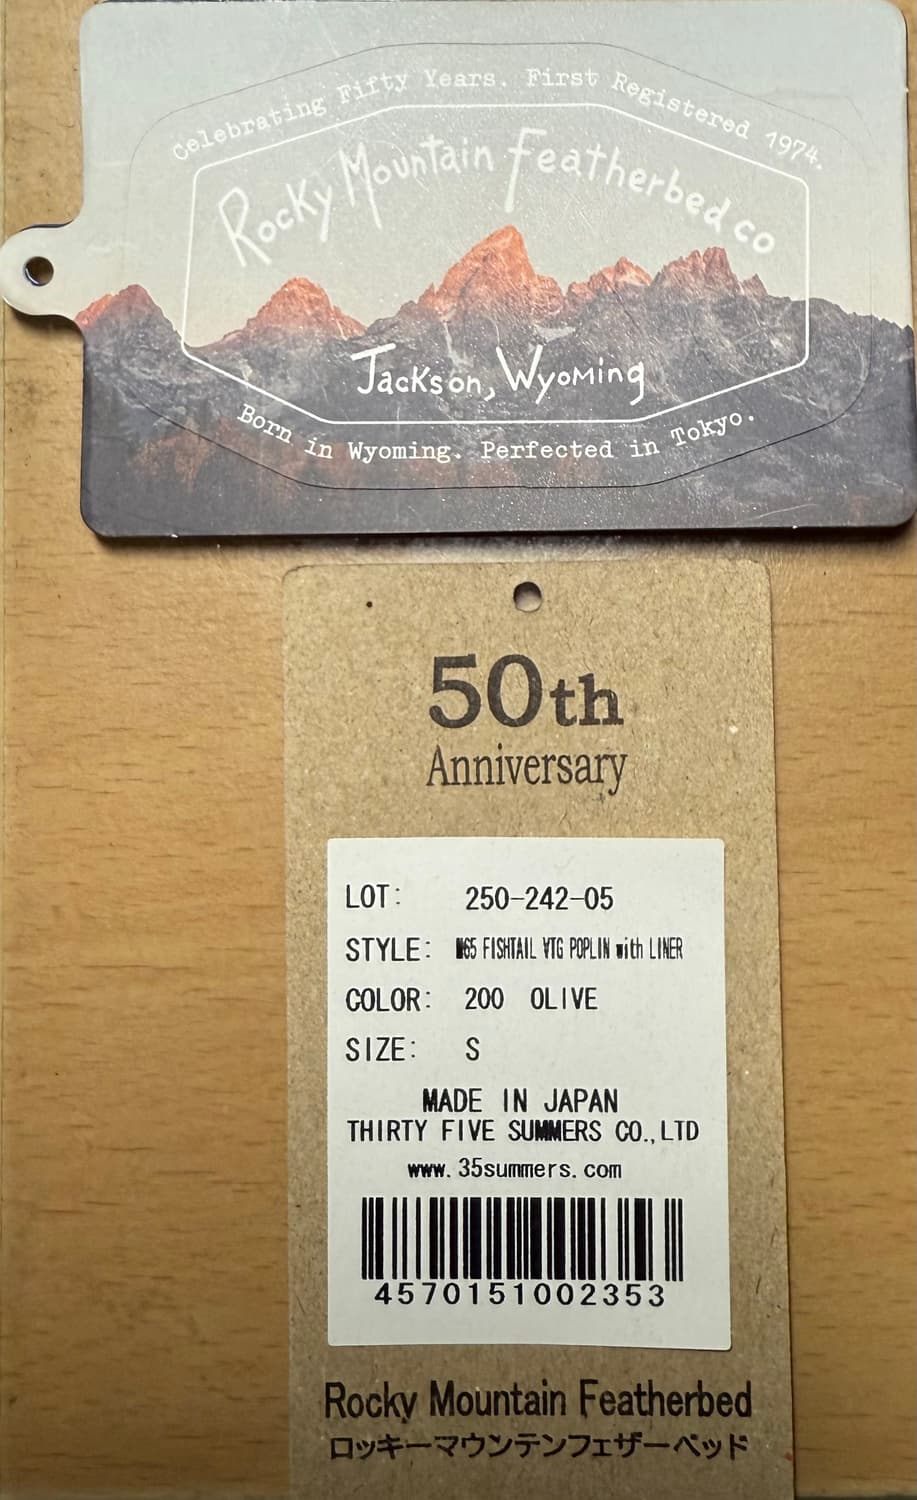 Celebrating Fifty Years. First Registered 1974.
Rocky Mountain Featherbed co
Jackson, Wyoming
Born in Wyoming. Perfected in Tokyo.
50th
Anniversary
LOT: 250-242-05
STYLE: M65 FISHTAIL VTG POPLIN with LINER
COLOR: 200 OLIVE
SIZE: S
MADE IN JAPAN
THIRTY FIVE SUMMERS CO.,LTD
www.35summers.com
4570151002353
Rocky Mountain Featherbed
ロッキーマウンテンフェザーベッド